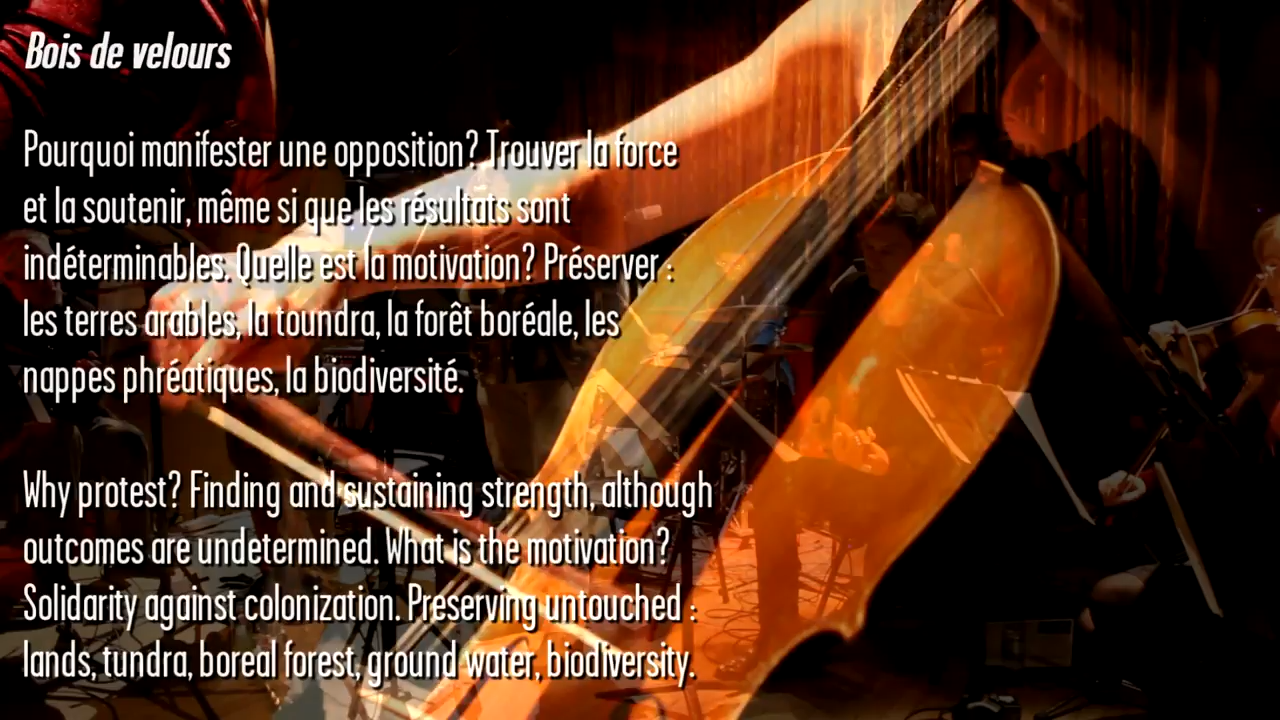 Bois de velours
Pourquoi manifester une opposition? Trouver la force
et la soutenir, même si que les résultats sont
indéterminables. Quelle est la motivation? Préserver :
les terres arables, la toundra, la forêt boréale, les
nappes phréatiques, la biodiversité.
Why protest? Finding and sustaining strength, although
outcomes are undetermined. What is the motivation?
Solidarity against colonization. Preserving untouched :
lands, tundra, boreal forest, ground water, biodiversity.